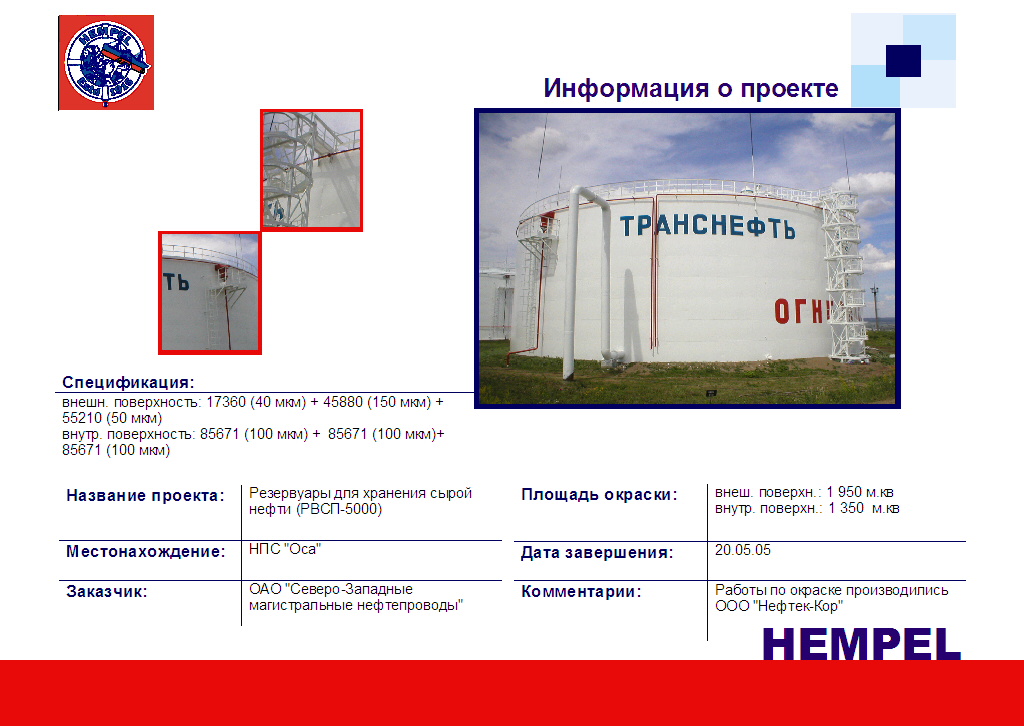 HEMPEL
Информация о проекте
ТРАНСНЕФТЬ
ОГН
ТЬ
Спецификация:
внешн. поверхность: 17360 (40 мкм) + 45880 (150 мкм) +
55210 (50 мкм)
внутр. поверхность: 85671 (100 мкм) + 85671 (100 мкм)+
85671 (100 мкм)
Название проекта:
Резервуары для хранения сырой
нефти (РВСП-5000)
Местонахождение:
НПС "Оса"
Заказчик:
ОАО "Северо-Западные
магистральные нефтепроводы"
Площадь окраски:
внеш. поверхн.: 1 950 м.кв
внутр. поверхн.: 1 350 м.кв
Дата завершения:
20.05.05
Комментарии:
Работы по окраске производились
ООО "Нефтек-Кор"
HEMPEL